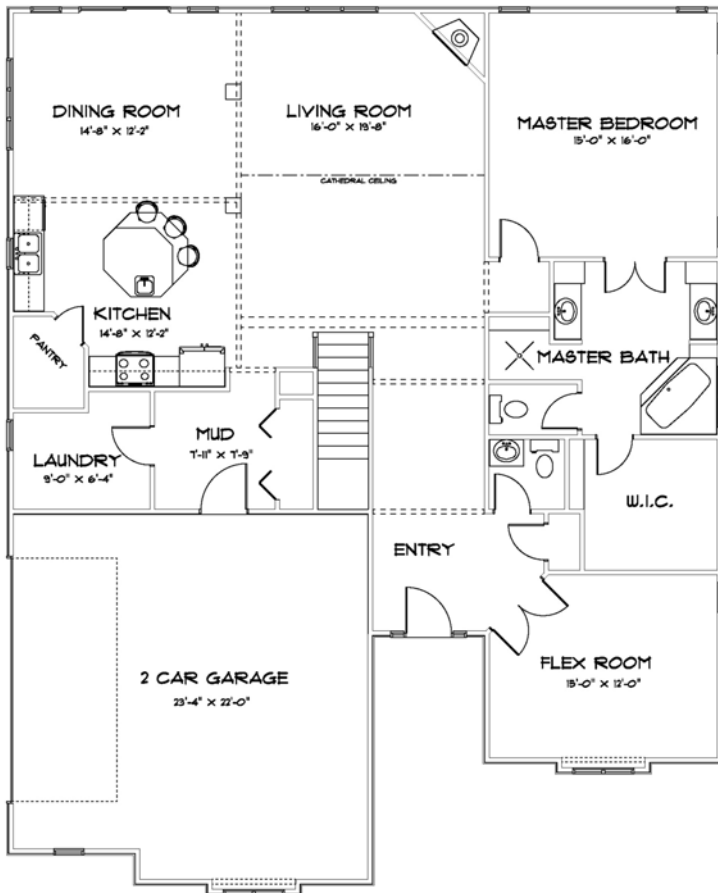 DINING ROOM
14'-8" X 12'-2"
LIVING ROOM
16'-0" X 19'-8"
MASTER BEDROOM
15'-0" X 16'-0"
CATHEDRAL CEILING
KITCHEN
14'-8" X 12'-2"
PANTRY
MASTER BATH
MUD
7'-11" X 7'-9"
LAUNDRY
9'-0" X 6'-4"
W.I.C.
ENTRY
FLEX ROOM
15'-0" X 12'-0"
2 CAR GARAGE
23'-4" X 22'-0"